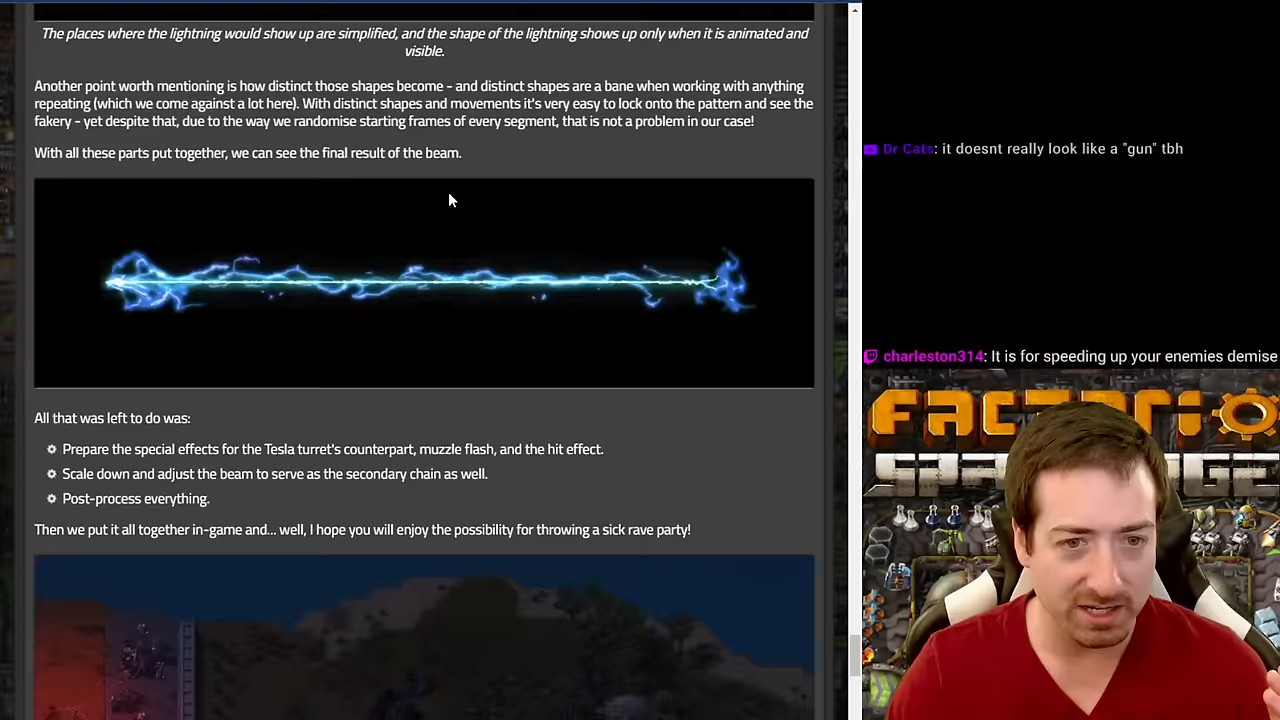 The places where the lightning would show up are simplified, and the shape of the lightning shows up only when it is animated and
visible.
Another point worth mentioning is how distinct those shapes become - and distinct shapes are a bane when working with anything
repeating (which we come against a lot here). With distinct shapes and movements it's very easy to lock onto the pattern and see the
fakery - yet despite that, due to the way we randomise starting frames of every segment, that is not a problem in our case!
With all these parts put together, we can see the final result of the beam.
All that was left to do was:
Prepare the special effects for the Tesla turret's counterpart, muzzle flash, and the hit effect.
Scale down and adjust the beam to serve as the secondary chain as well.
Post-process everything.
Then we put it all together in-game and... well, I hope you will enjoy the possibility for throwing a sick rave party!
Dr Cats: it doesnt really look like a "gun" tbh
charleston314: It is for speeding up your enemies demise
FACTORI